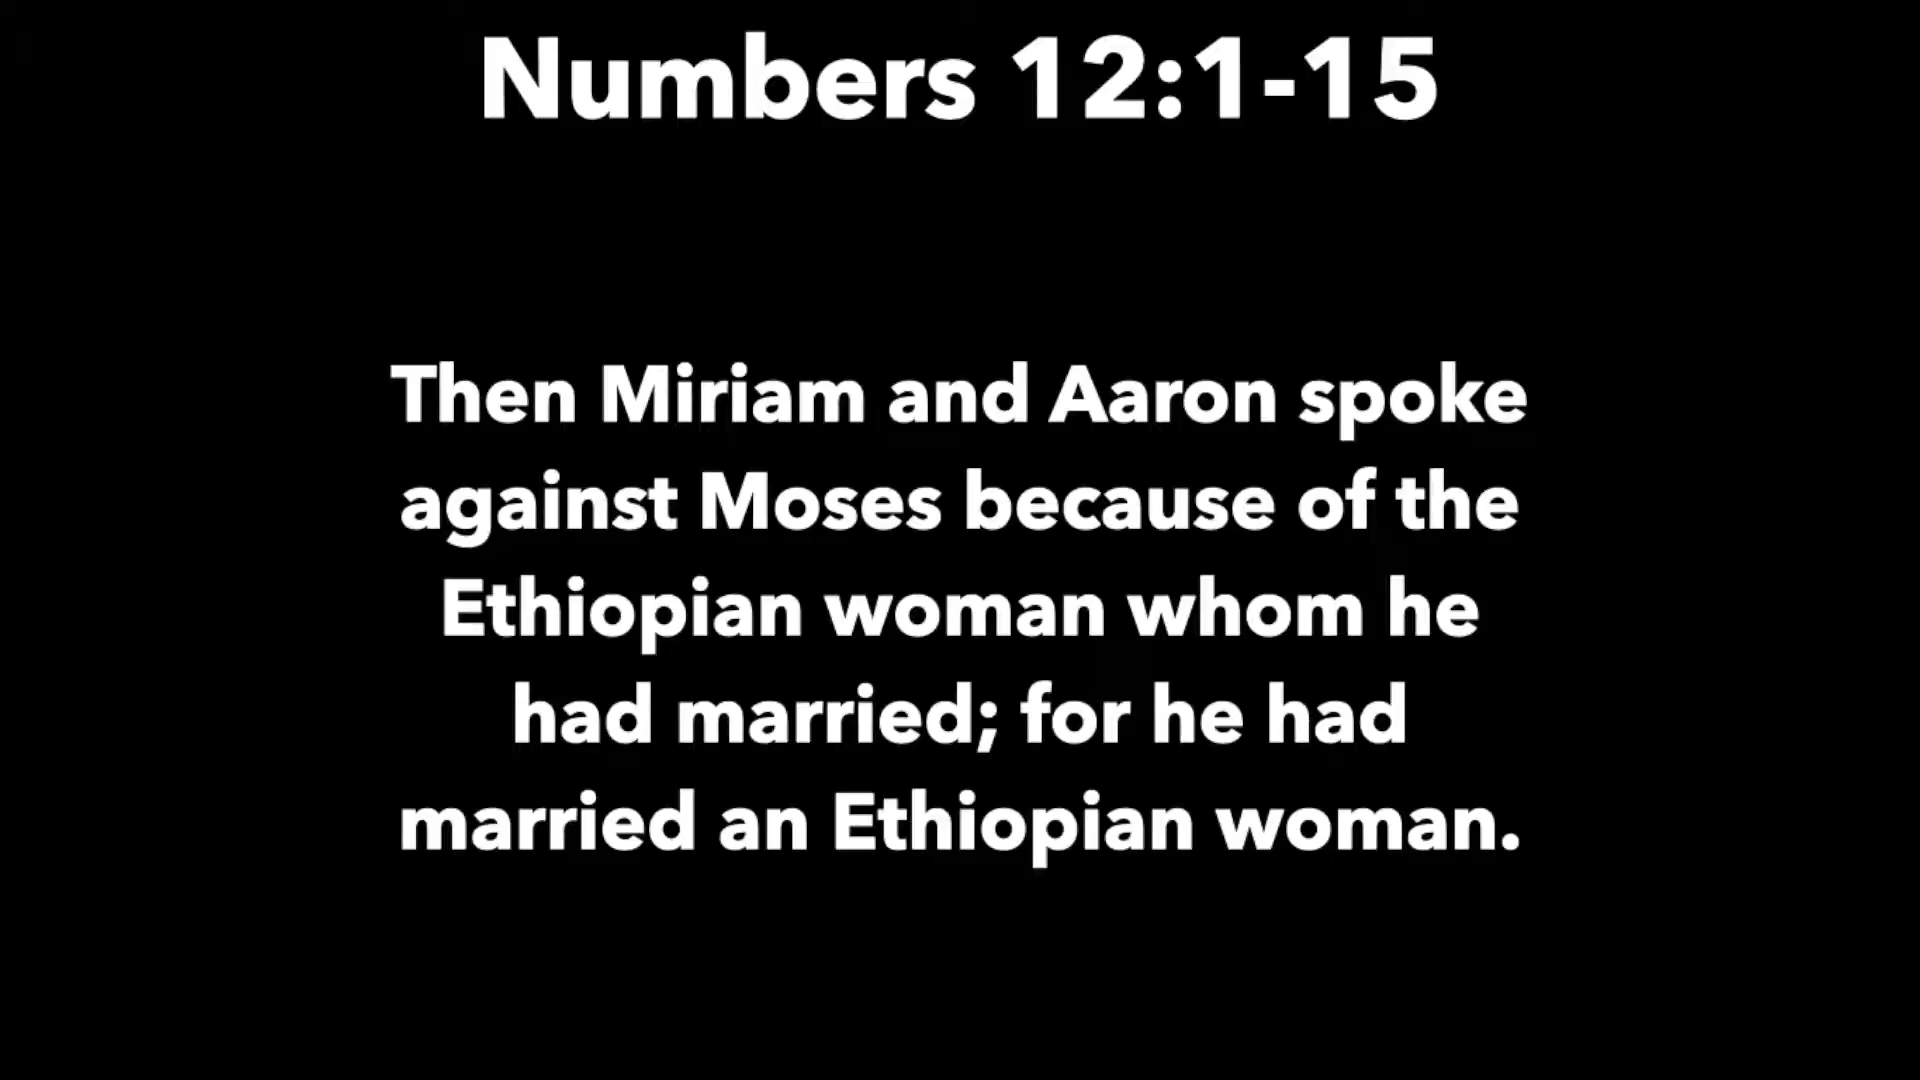 Numbers 12:1-15
Then Miriam and Aaron spoke
against Moses because of the
Ethiopian woman whom he
had married; for he had
married an Ethiopian woman.